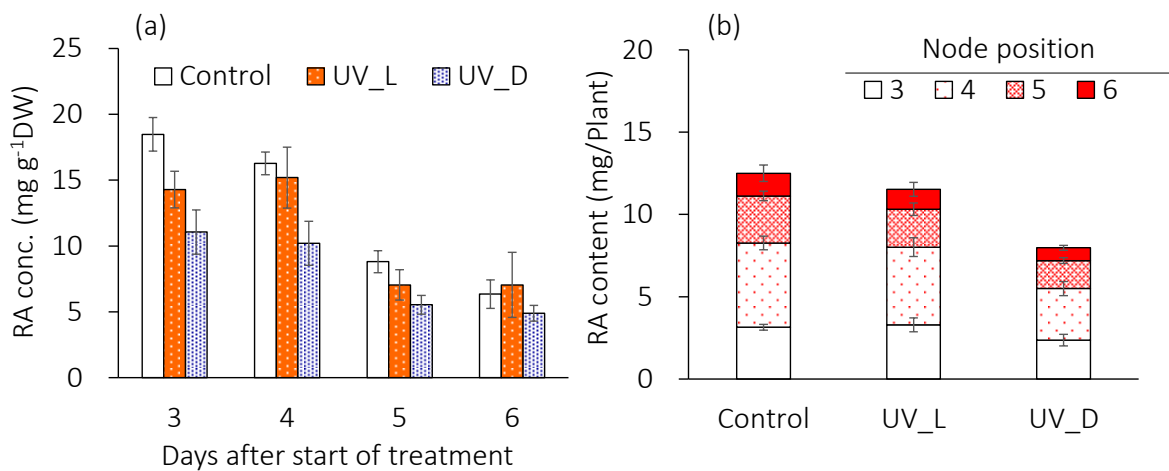 (a)
25
20
15
10
5
0
RA conc. (mg g⁻¹DW)
Control UV_L UV_D
3 4 5 6
Days after start of treatment
(b)
20
15
10
5
0
RA content (mg/Plant)
Node position
3 4 5 6
Control UV_L UV_D